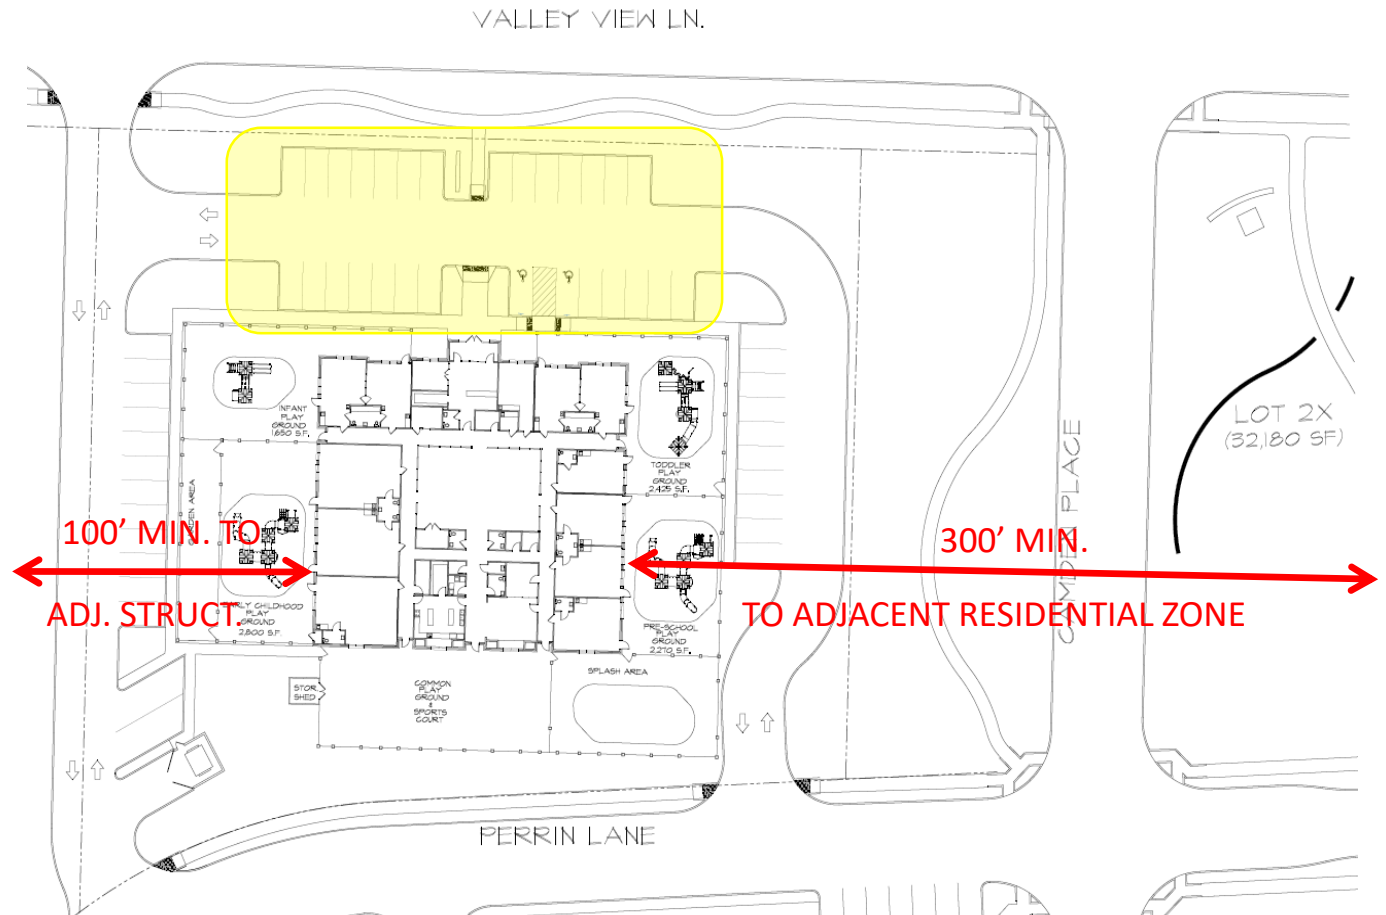 VALLEY VIEW LN.
INFANT
PLAY
GROUND
1,650 S.F.
TODDLER
PLAY
GROUND
2,425 S.F.
LOT 2X
(32,180 SF)
CAMDEN PLACE
GARDEN AREA
100’ MIN. TO
ADJ. STRUCT.
300’ MIN.
TO ADJACENT RESIDENTIAL ZONE
EARLY CHILDHOOD
PLAY
GROUND
2,800 S.F.
PRE-SCHOOL
PLAY
GROUND
2,270 S.F.
SPLASH AREA
STOR.
SHED
COMMON
PLAY
GROUND
&
SPORTS
COURT
PERRIN LANE